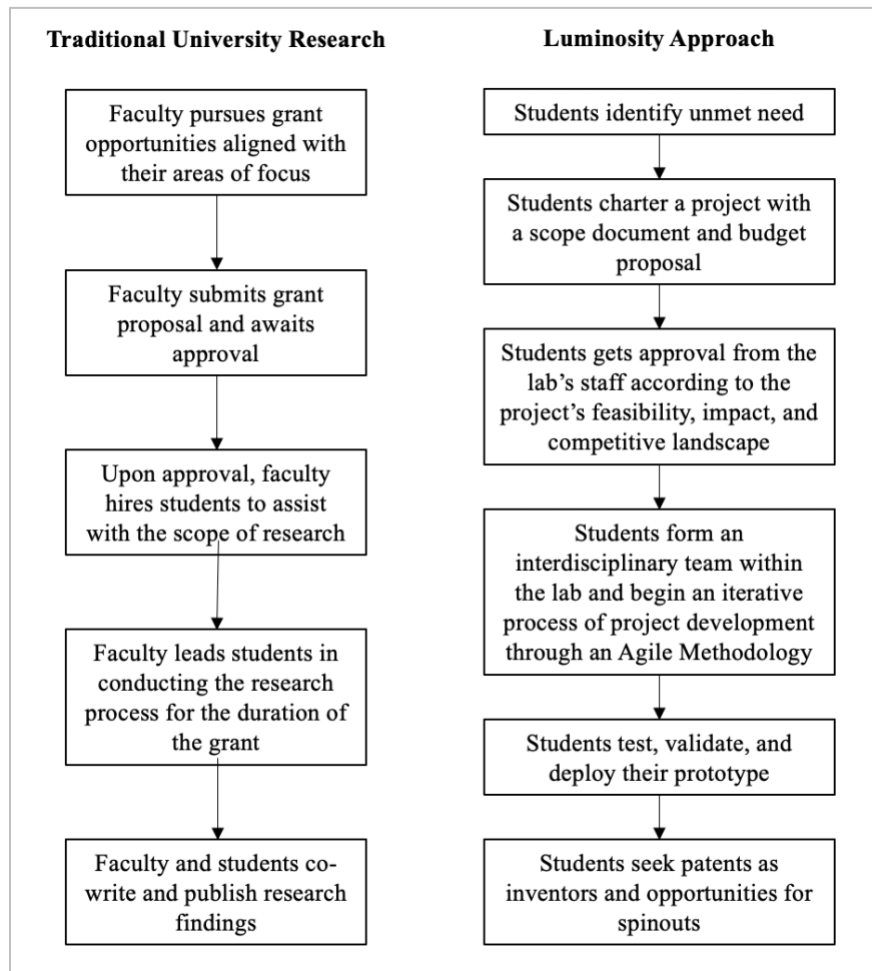 Traditional University Research
Faculty pursues grant
opportunities aligned with
their areas of focus
Faculty submits grant
proposal and awaits
approval
Upon approval, faculty
hires students to assist
with the scope of research
Faculty leads students in
conducting the research
process for the duration of
the grant
Faculty and students co-
write and publish research
findings
Luminosity Approach
Students identify unmet need
Students charter a project with
a scope document and budget
proposal
Students gets approval from the
lab’s staff according to the
project’s feasibility, impact, and
competitive landscape
Students form an
interdisciplinary team within
the lab and begin an iterative
process of project development
through an Agile Methodology
Students test, validate, and
deploy their prototype
Students seek patents as
inventors and opportunities for
spinouts